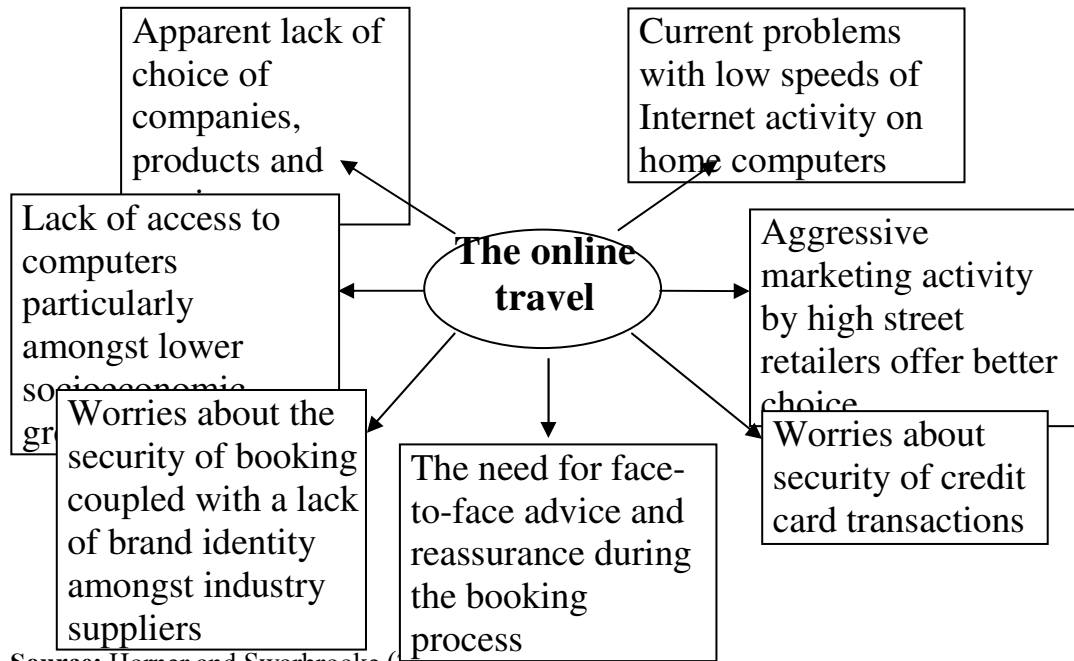 Apparent lack of
choice of
companies,
products and
Current problems
with low speeds of
Internet activity on
home computers
The online
travel
Lack of access to
computers
particularly
amongst lower
socioeconomic
Aggressive
marketing activity
by high street
retailers offer better
choice
Worries about the
security of booking
coupled with a lack
of brand identity
amongst industry
suppliers
The need for face-
to-face advice and
reassurance during
the booking
process
Worries about
security of credit
card transactions
Source: Horner and Swarbrooke (